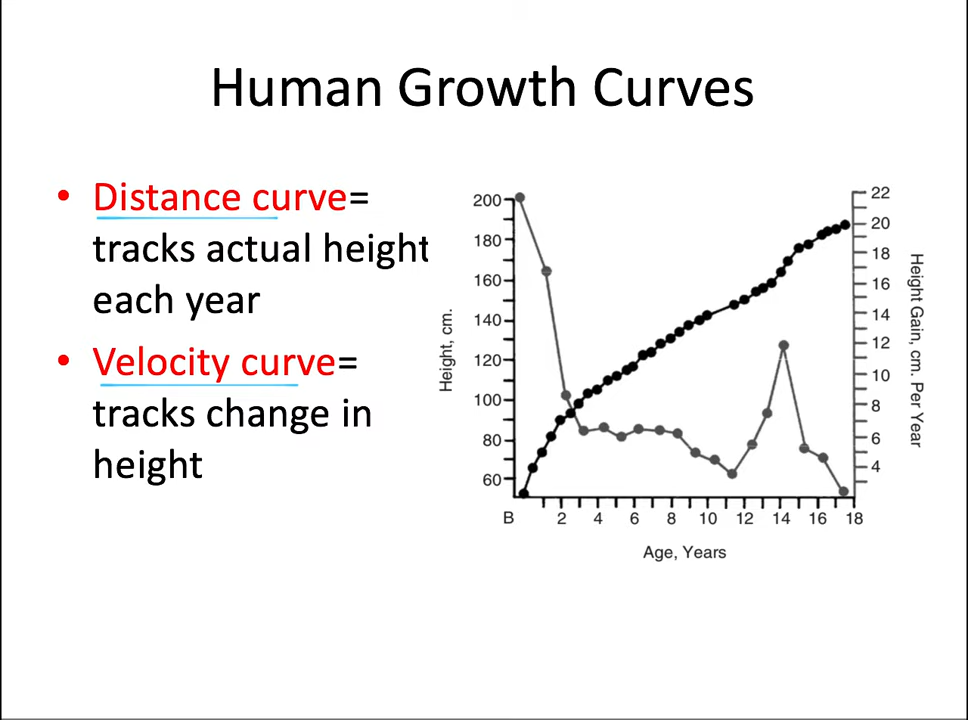 Human Growth Curves
• Distance curve=
tracks actual height
each year
• Velocity curve=
tracks change in
height
200
180
160
140
120
100
80
60
Height, cm.
22
20
18
16
14
12
10
8
6
4
Height Gain, cm. Per Year
B 2 4 6 8 10 12 14 16 18
Age, Years